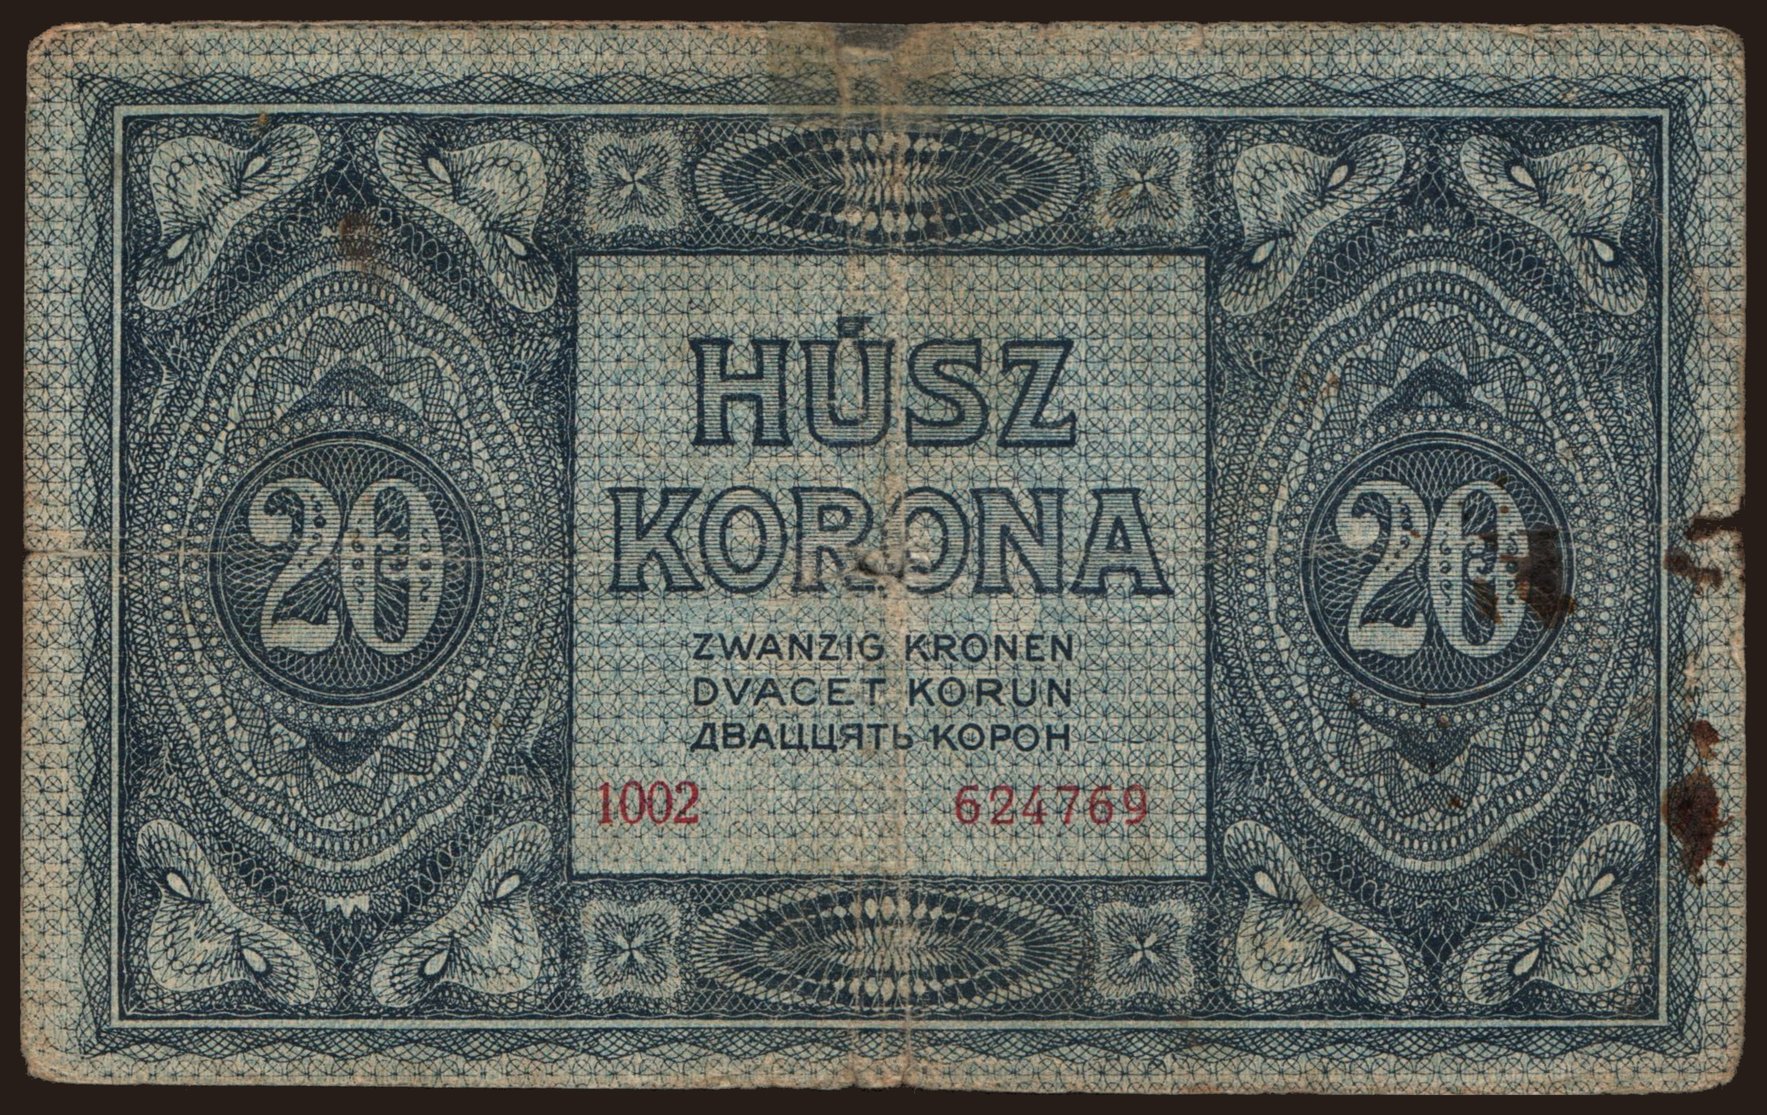 HÚSZ
KORONA
20
20
ZWANZIG KRONEN
DVACET KORUN
ДВАЦЦЯТЬ КОРОН
1002 624769